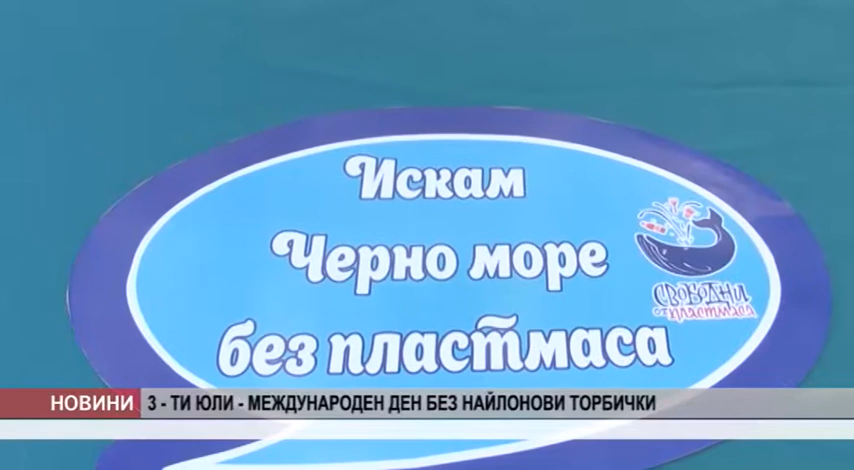 Искам
Черно море
без пластмаса
СВОБОДНИ
от пластмаса
НОВИНИ
3 - ТИ ЮЛИ - МЕЖДУНАРОДЕН ДЕН БЕЗ НАЙЛОНОВИ ТОРБИЧКИ